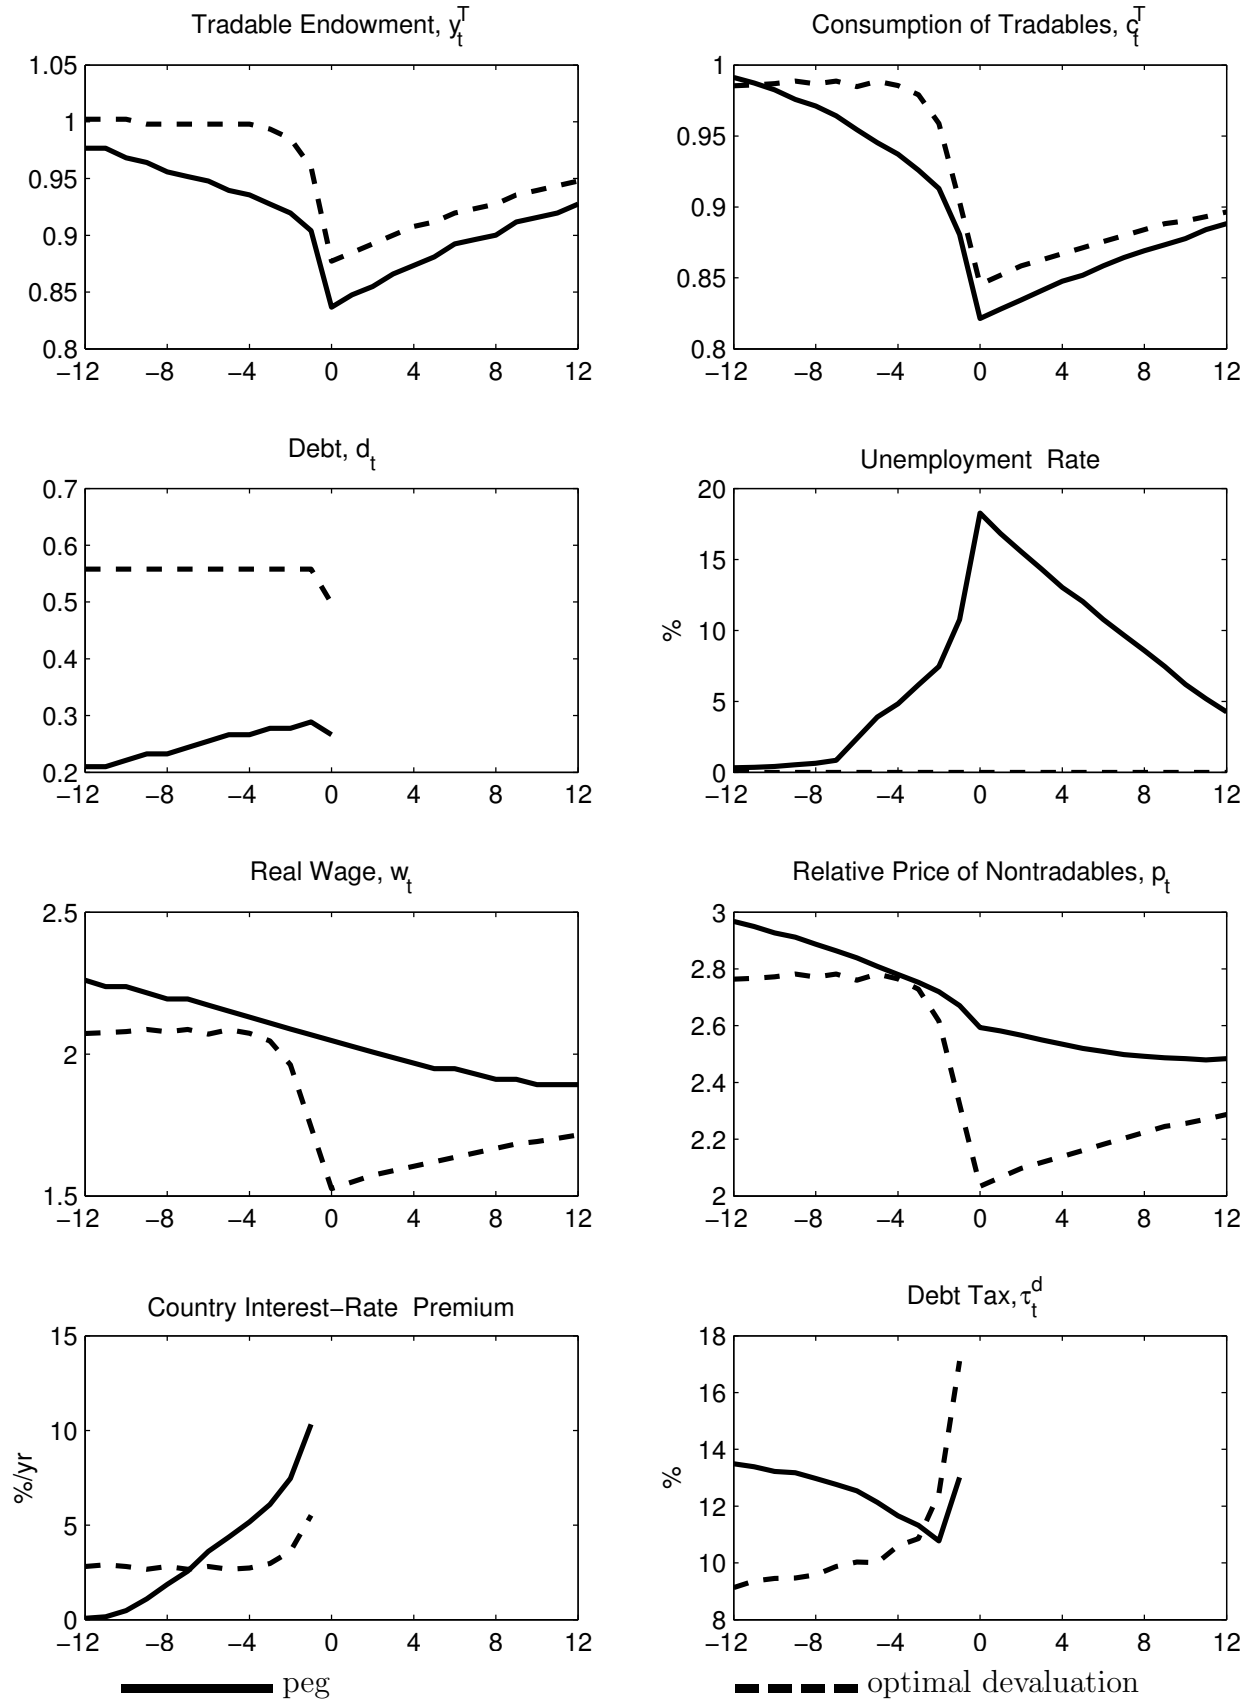 Tradable Endowment, y_t^T
1.05
1
0.95
0.9
0.85
0.8
−12 −8 −4 0 4 8 12
Consumption of Tradables, c_t^T
1
0.95
0.9
0.85
0.8
−12 −8 −4 0 4 8 12
Debt, d_t
0.7
0.6
0.5
0.4
0.3
0.2
−12 −8 −4 0 4 8 12
Unemployment Rate
%
20
15
10
5
0
−12 −8 −4 0 4 8 12
Real Wage, w_t
2.5
2
1.5
−12 −8 −4 0 4 8 12
Relative Price of Nontradables, p_t
3
2.8
2.6
2.4
2.2
2
−12 −8 −4 0 4 8 12
Country Interest−Rate Premium
%/yr
15
10
5
0
−12 −8 −4 0 4 8 12
Debt Tax, τ_t^d
%
18
16
14
12
10
8
−12 −8 −4 0 4 8 12
peg
optimal devaluation